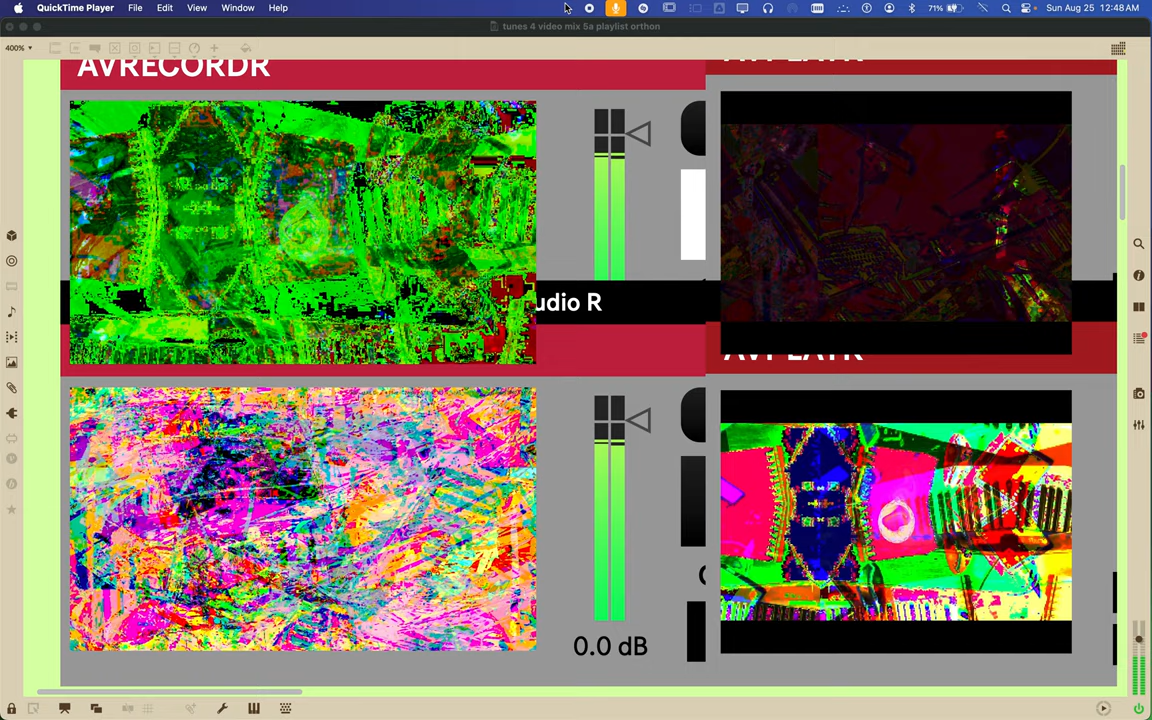 QuickTime Player File Edit View Window Help 71% Sun Aug 25 12:48 AM
tunes 4 video mix 5a playlist orthon
400%
AVRECORDR
udio R
0.0 dB